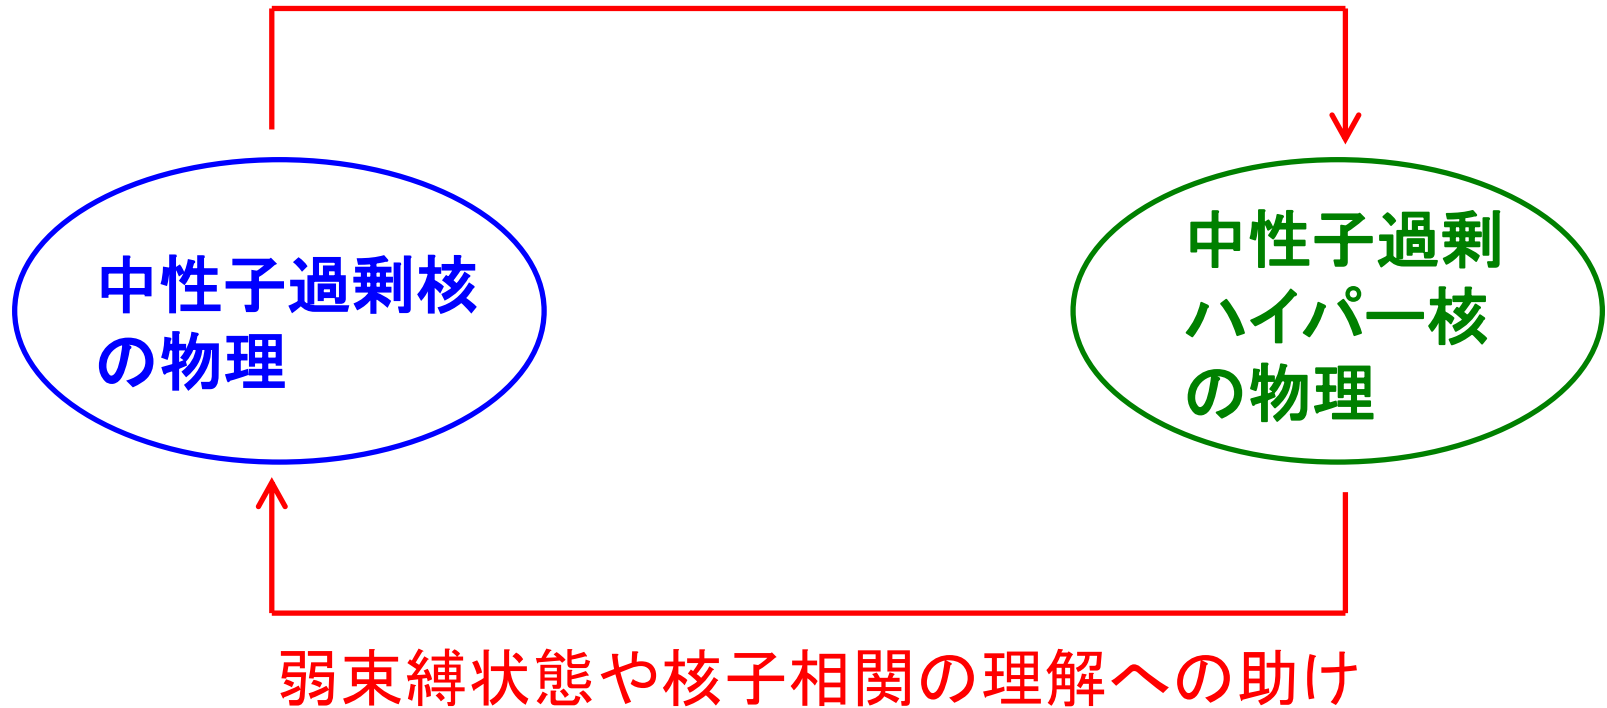 中性子過剰核
の物理
中性子過剰
ハイパー核
の物理
弱束縛状態や核子相関の理解への助け